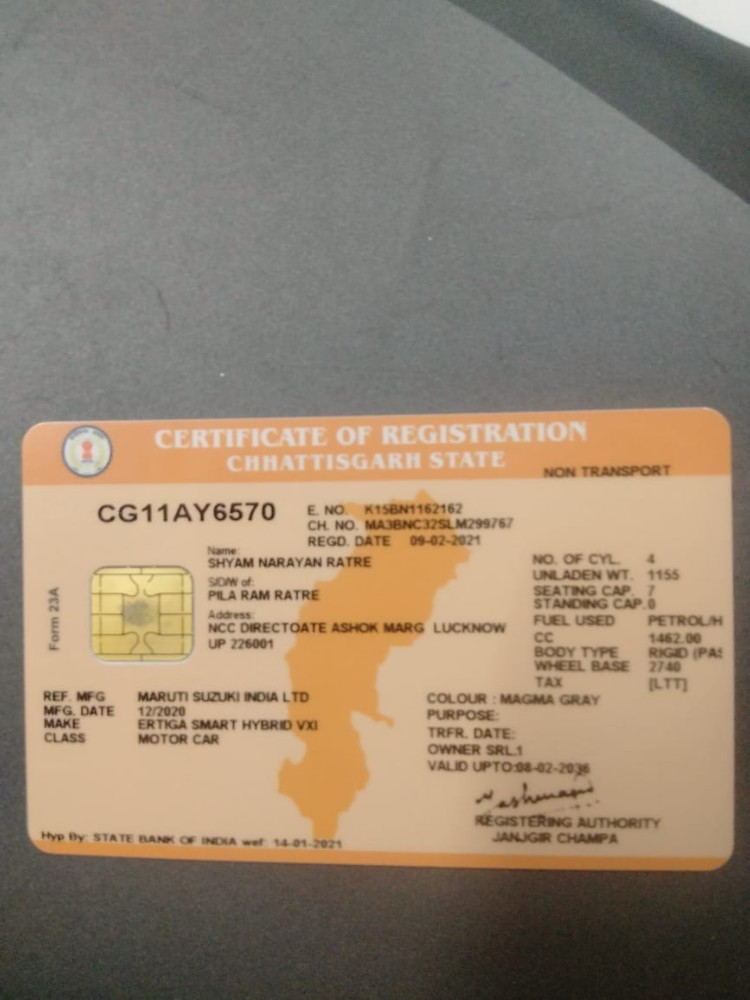 CERTIFICATE OF REGISTRATION
CHHATTISGARH STATE
NON TRANSPORT
CG11AY6570
E. NO. K15BN1162162
CH. NO. MA3BNC32SLM299767
REGD. DATE 09-02-2021
Name:
SHYAM NARAYAN RATRE
S/D/W of:
PILA RAM RATRE
Address:
NCC DIRECTOATE ASHOK MARG LUCKNOW
UP 226001
Form 23A
NO. OF CYL. 4
UNLADEN WT. 1155
SEATING CAP. 7
STANDING CAP.0
FUEL USED PETROL/H
CC 1462.00
BODY TYPE RIGID (PAS
WHEEL BASE 2740
TAX [LTT]
REF. MFG MARUTI SUZUKI INDIA LTD
MFG. DATE 12/2020
MAKE ERTIGA SMART HYBRID VXI
CLASS MOTOR CAR
COLOUR : MAGMA GRAY
PURPOSE:
TRFR. DATE:
OWNER SRL.1
VALID UPTO:08-02-2036
REGISTERING AUTHORITY
JANJGIR CHAMPA
Hyp By: STATE BANK OF INDIA wef: 14-01-2021